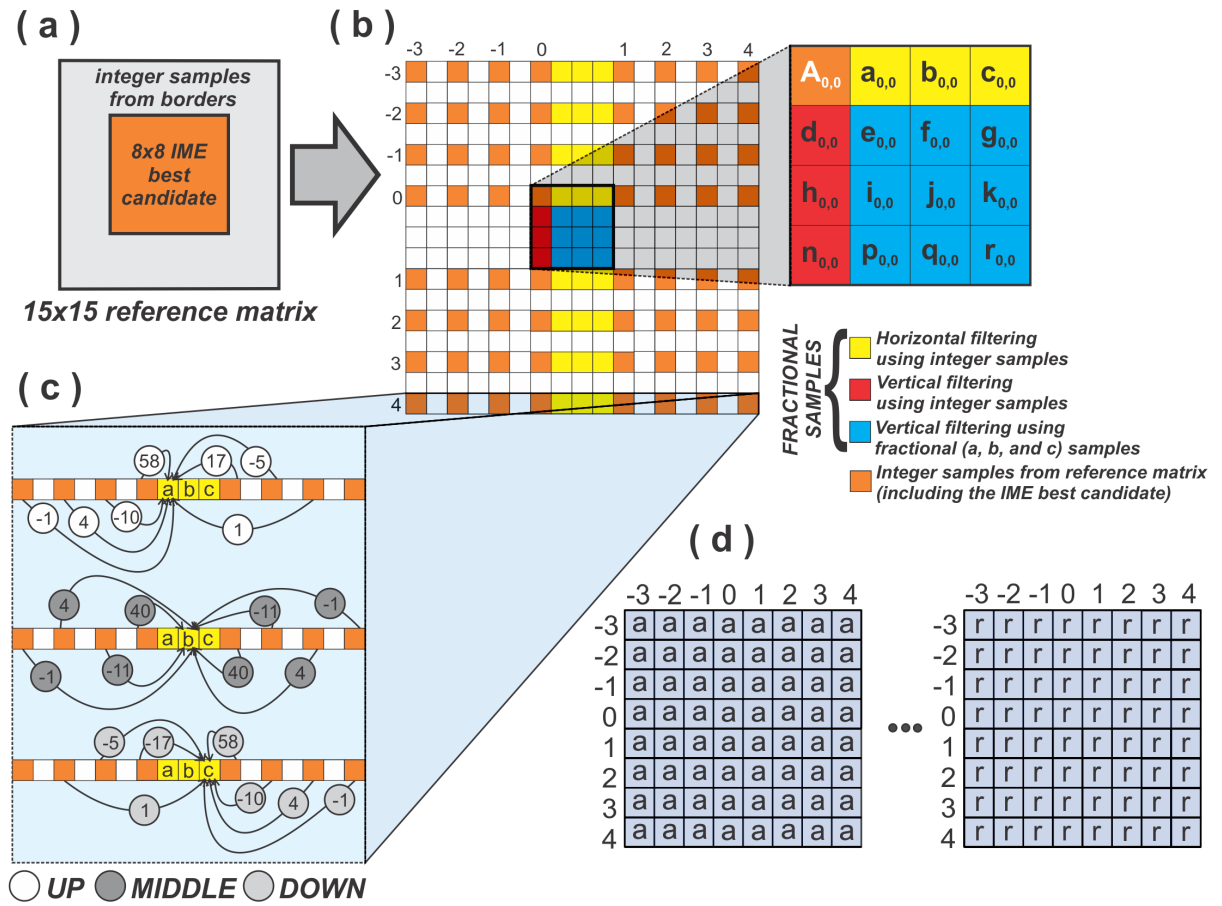 ( a )
integer samples
from borders
8x8 IME
best
candidate
15x15 reference matrix
( b )
-3 -2 -1 0 1 2 3 4
-3
-2
-1
0
1
2
3
4
A0,0 a0,0 b0,0 c0,0
d0,0 e0,0 f0,0 g0,0
h0,0 i0,0 j0,0 k0,0
n0,0 p0,0 q0,0 r0,0
FRACTIONAL
SAMPLES
Horizontal filtering
using integer samples
Vertical filtering
using integer samples
Vertical filtering using
fractional (a, b, and c) samples
Integer samples from reference matrix
(including the IME best candidate)
( c )
58 17 -5
a b c
-1 4 -10 1
4 40 -11 -1
a b c
-1 -11 40 4
-5 -17 58
a b c
1 -10 4 -1
UP MIDDLE DOWN
( d )
-3 -2 -1 0 1 2 3 4
-3 a a a a a a a a
-2 a a a a a a a a
-1 a a a a a a a a
0 a a a a a a a a
1 a a a a a a a a
2 a a a a a a a a
3 a a a a a a a a
4 a a a a a a a a
-3 -2 -1 0 1 2 3 4
-3 r r r r r r r r
-2 r r r r r r r r
-1 r r r r r r r r
0 r r r r r r r r
1 r r r r r r r r
2 r r r r r r r r
3 r r r r r r r r
4 r r r r r r r r